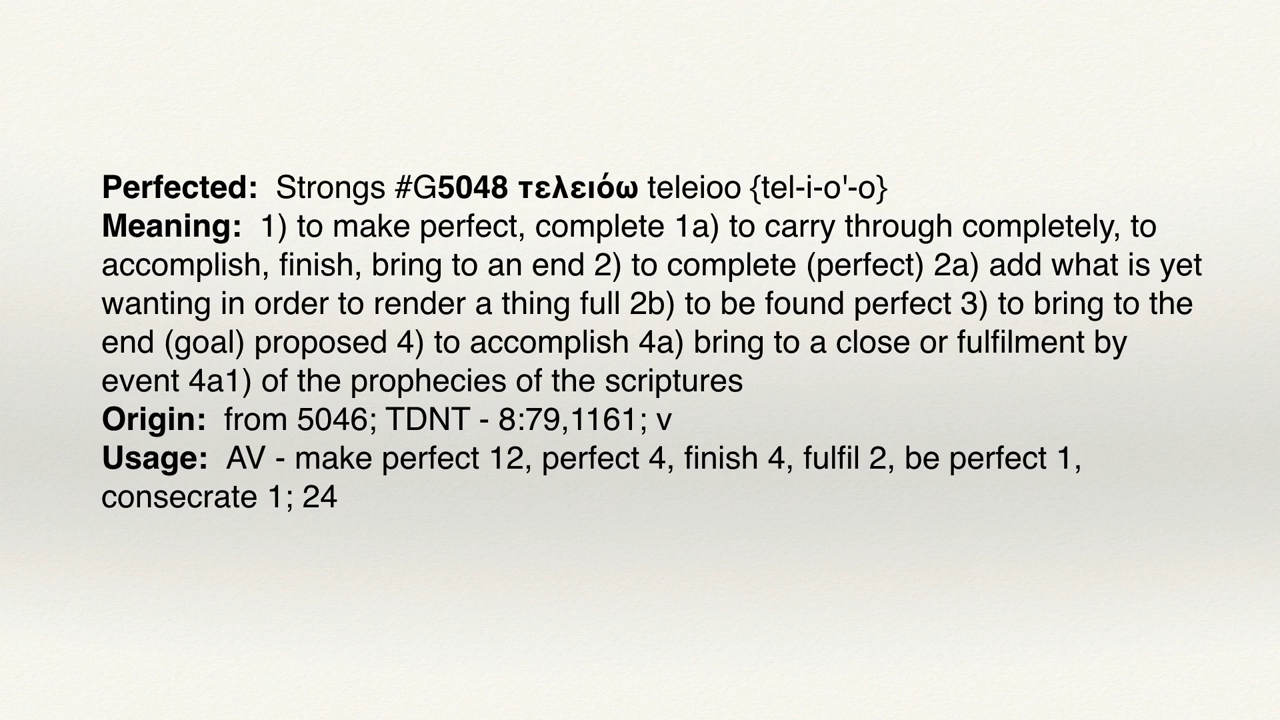 Perfected:  Strongs #G5048 τελειόω teleioo {tel-i-o'-o}
Meaning:  1) to make perfect, complete 1a) to carry through completely, to
accomplish, finish, bring to an end 2) to complete (perfect) 2a) add what is yet
wanting in order to render a thing full 2b) to be found perfect 3) to bring to the
end (goal) proposed 4) to accomplish 4a) bring to a close or fulfilment by
event 4a1) of the prophecies of the scriptures
Origin:  from 5046; TDNT - 8:79,1161; v
Usage:  AV - make perfect 12, perfect 4, finish 4, fulfil 2, be perfect 1,
consecrate 1; 24